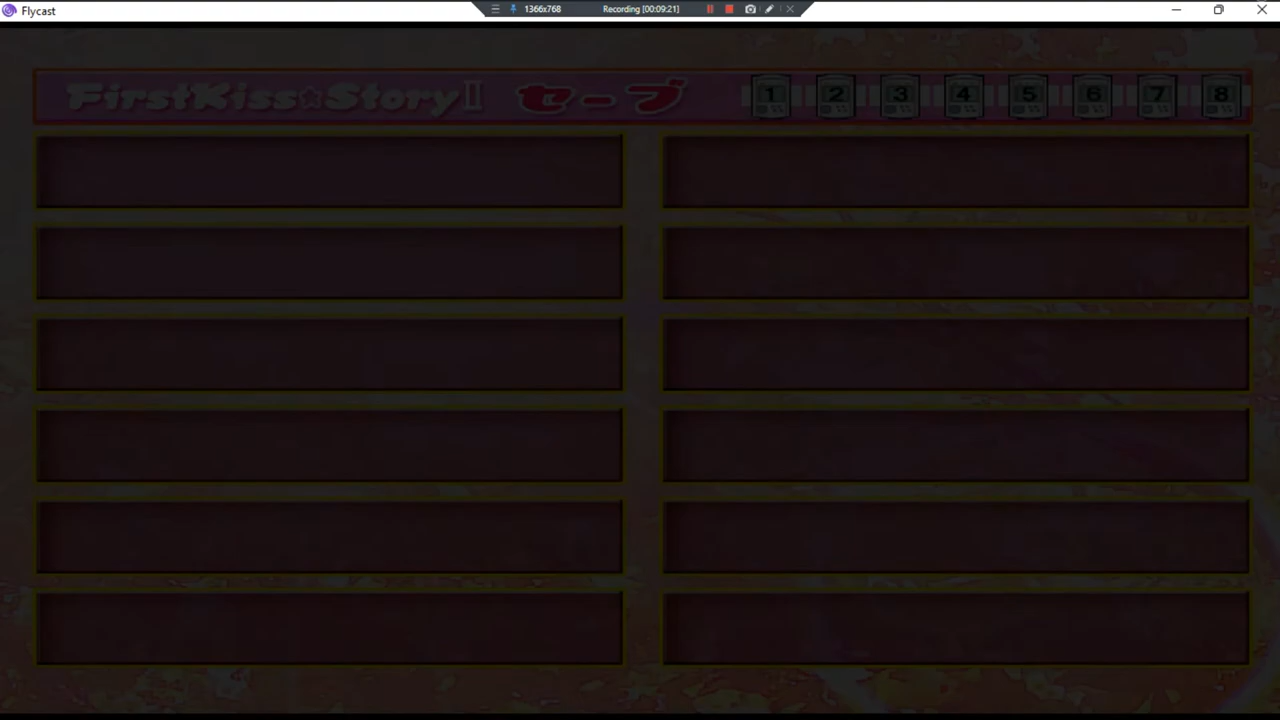 Flycast
1366x768
Recording [00:09:21]
FirstKiss☆StoryⅡ セーブ 1 2 3 4 5 6 7 8